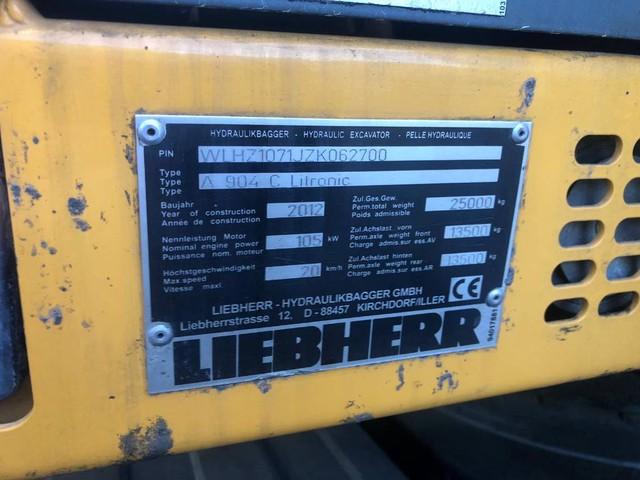 103
HYDRAULIKBAGGER - HYDRAULIC EXCAVATOR - PELLE HYDRAULIQUE
PIN WLHZ1071JZK062700
Type
Type A 904 C Litronic
Type
Baujahr
Year of construction 2012
Année de construction
Nennleistung Motor
Nominal engine power 105 kW
Puissance nom. moteur
Höchstgeschwindigkeit
Max.speed 20 km/h
Vitesse maxi.
Zul.Ges.Gew.
Perm.total weight 25000 kg
Poids admissible
Zul.Achslast vorn
Perm.axle weight front 13500 kg
Charge admis.sur ess.AV
Zul.Achslast hinten
Perm.axle weight rear 13500 kg
Charge admis.sur ess.AR
CE
LIEBHERR - HYDRAULIKBAGGER GMBH
Liebherrstrasse 12, D - 88457 KIRCHDORF/ILLER
LIEBHERR
94017881